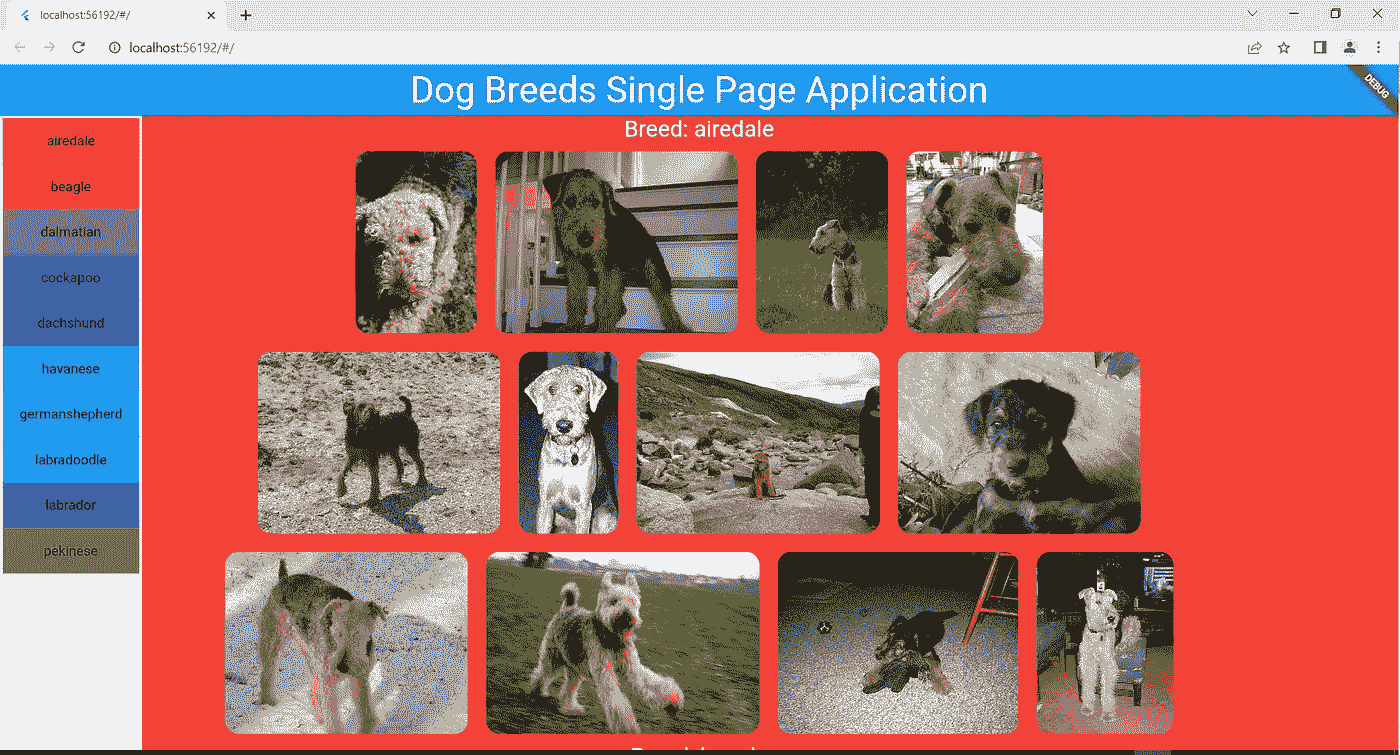 localhost:56192/#/
localhost:56192/#/
Dog Breeds Single Page Application
DEBUG
airedale
beagle
dalmatian
cockapoo
dachshund
havanese
germanshepherd
labradoodle
labrador
pekinese
Breed: airedale